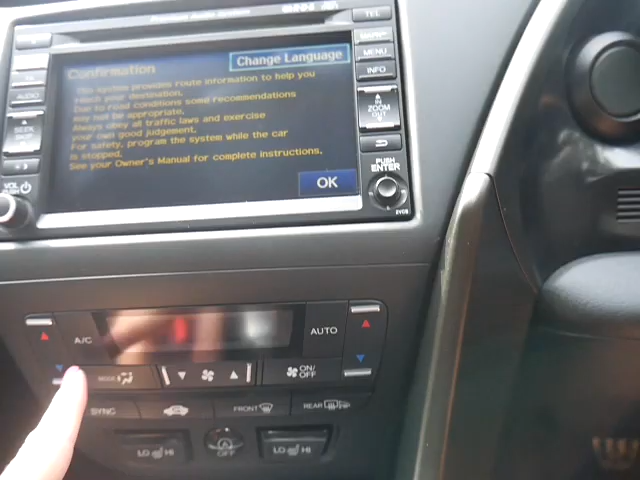 TEL
MENU
INFO
AUDIO
Change Language
Confirmation
This system provides route information to help you
reach your destination.
Due to road conditions some recommendations
may not be appropriate.
Always obey all traffic laws and exercise
your own good judgement.
For safety, program the system while the car
is stopped.
See your Owner's Manual for complete instructions.
OK
IN
ZOOM
OUT
SEEK
VOL
PUSH
ENTER
A/C
AUTO
MODE
ON/
OFF
SYNC
FRONT
REAR
LO HI
A
OFF
LO HI